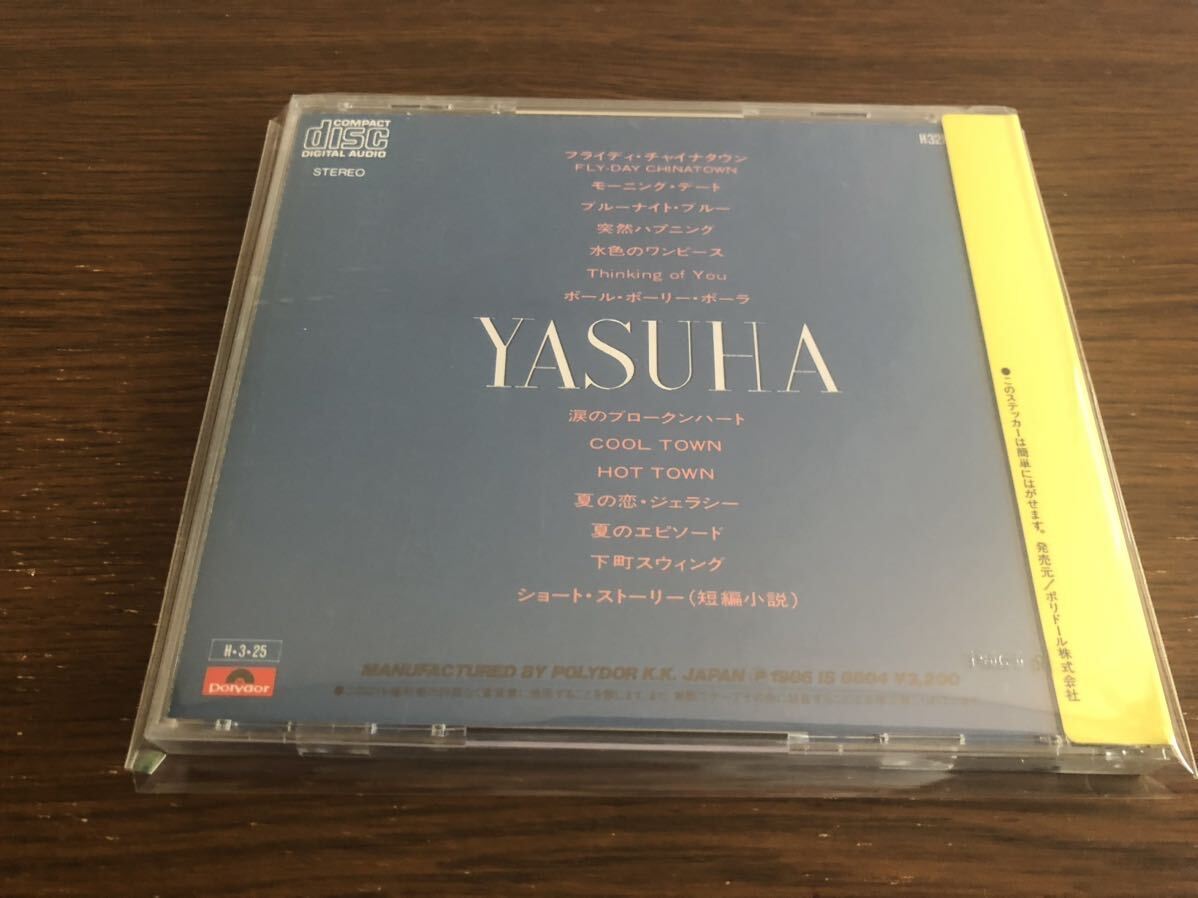 COMPACT
disc
DIGITAL AUDIO
STEREO
H32
フライディ・チャイナタウン
FLY-DAY CHINATOWN
モーニング・デート
ブルーナイト・ブルー
突然ハプニング
水色のワンピース
Thinking of You
ポール・ポーリー・ポーラ
YASUHA
涙のブロークンハート
COOL TOWN
HOT TOWN
夏の恋・ジェラシー
夏のエピソード
下町スウィング
ショート・ストーリー(短編小説)
H・3・25
polydor
MANUFACTURED BY POLYDOR K.K. JAPAN Ⓟ 1986 IS ¥3,200
●このステッカーは簡単にはがせます。 発売元/ポリドール株式会社